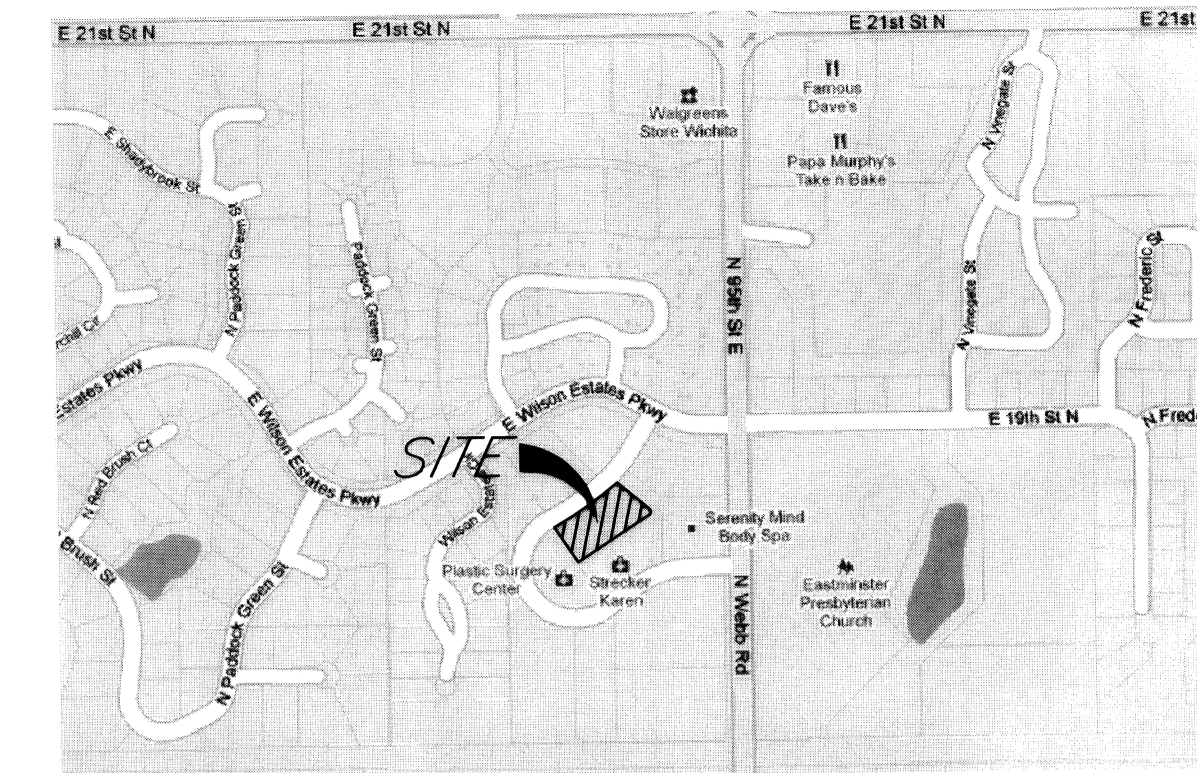 E 21st St N
E 21st St N
E 21st St N
E 21st
Walgreens
Store Wichita
Famous
Dave's
Papa Murphy's
Take n Bake
N Vinegate St
E Shadybrook St
N Paddock Green St
Paddock Green St
N 95th St E
N Vinegate St
N Frederic St
Estates Pkwy
E Wilson Estates Pkwy
E Wilson Estates Pkwy
E 19th St N
N Fred
N Red Brush Ct
SITE
Wilson Estate
Brush St
Serenity Mind
Body Spa
Plastic Surgery
Center
Strecker
Karen
Eastminster
Presbyterian
Church
N Paddock Green St
N Webb Rd